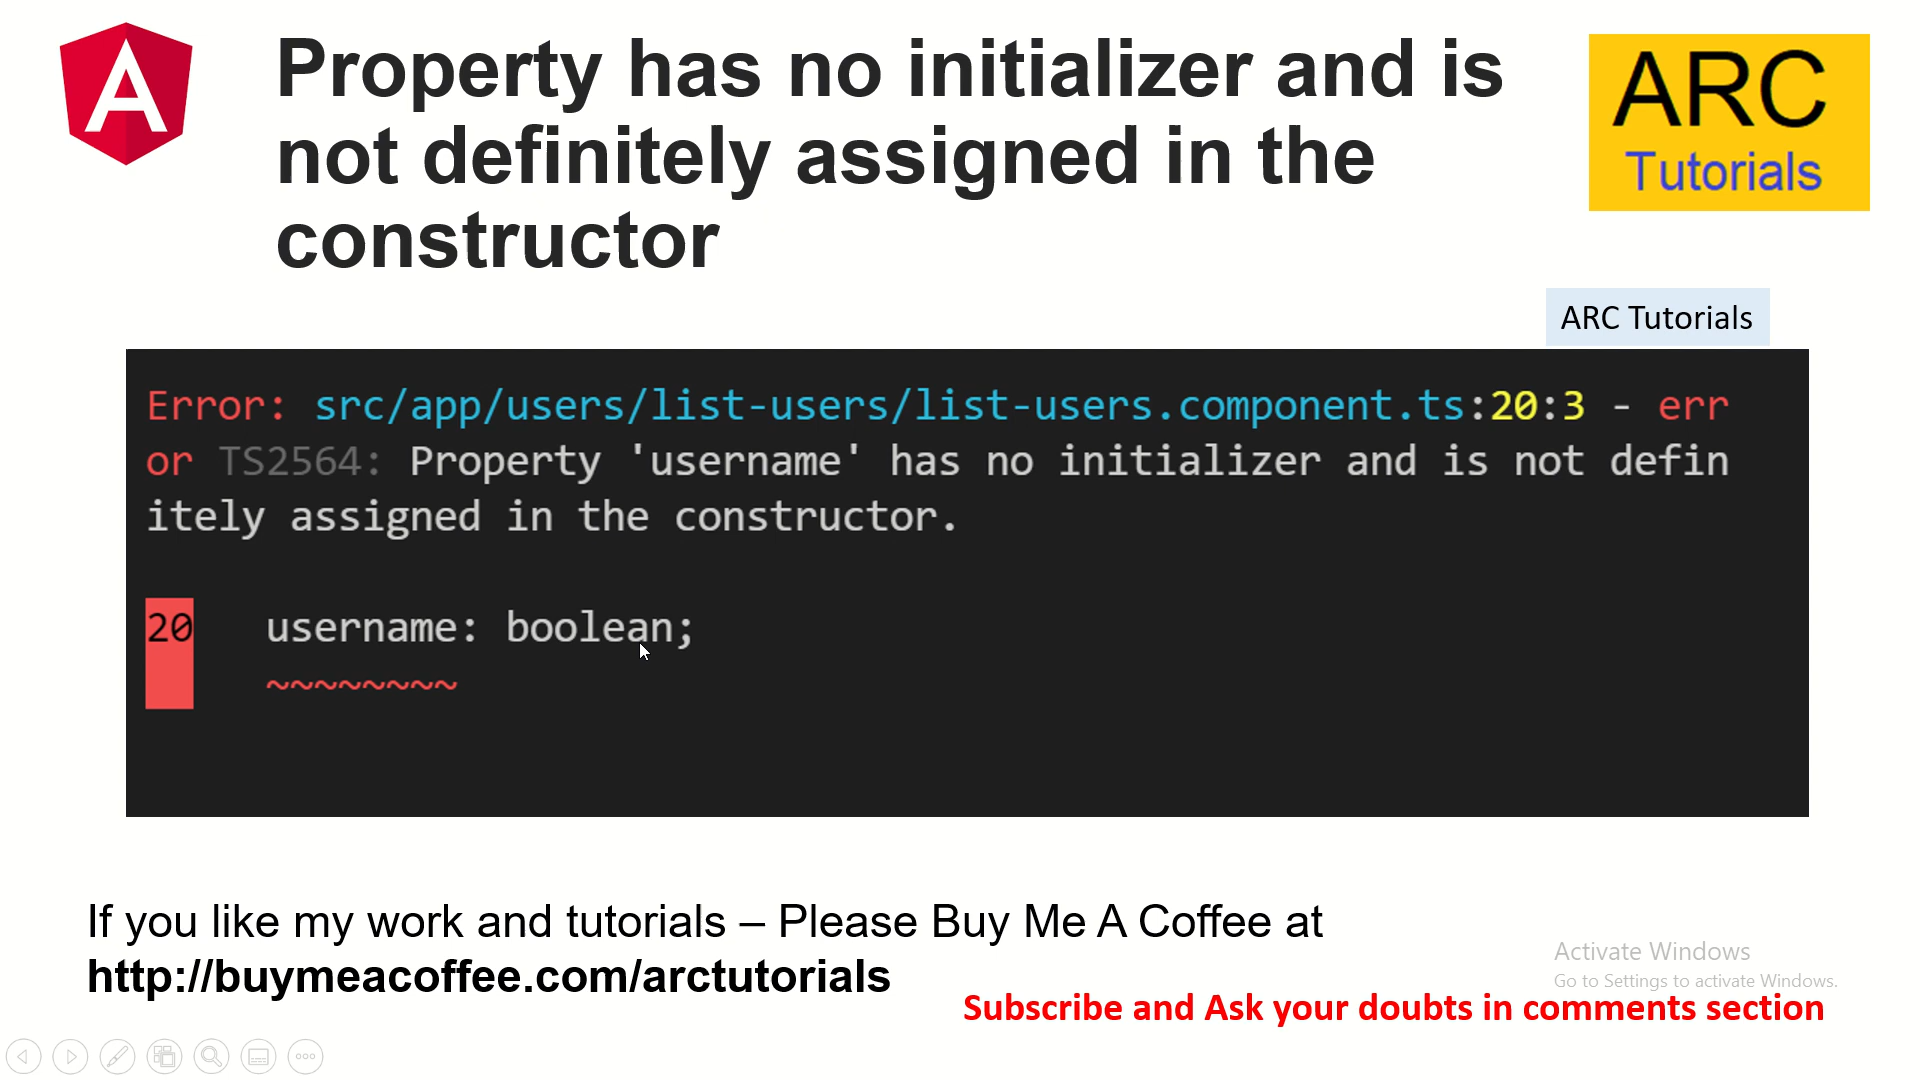 Property has no initializer and is
not definitely assigned in the
constructor
ARC
Tutorials
ARC Tutorials
Error: src/app/users/list-users/list-users.component.ts:20:3 - err
or TS2564: Property 'username' has no initializer and is not defin
itely assigned in the constructor.
20 username: boolean;
~~~~~~~~
If you like my work and tutorials – Please Buy Me A Coffee at
http://buymeacoffee.com/arctutorials
Activate Windows
Go to Settings to activate Windows.
Subscribe and Ask your doubts in comments section